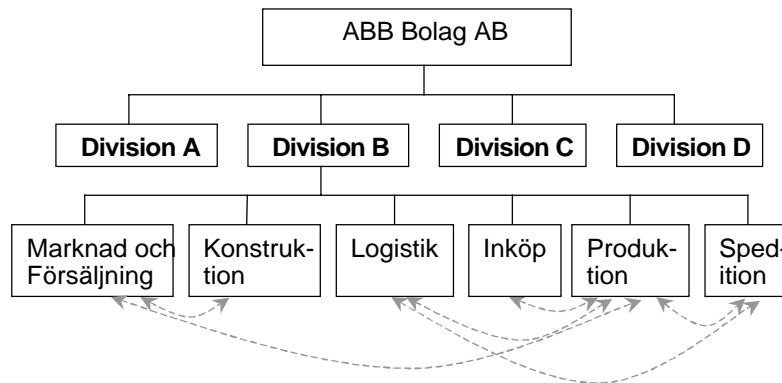 ABB Bolag AB
Division A
Division B
Division C
Division D
Marknad och
Försäljning
Konstruk-
tion
Logistik
Inköp
Produk-
tion
Sped-
ition